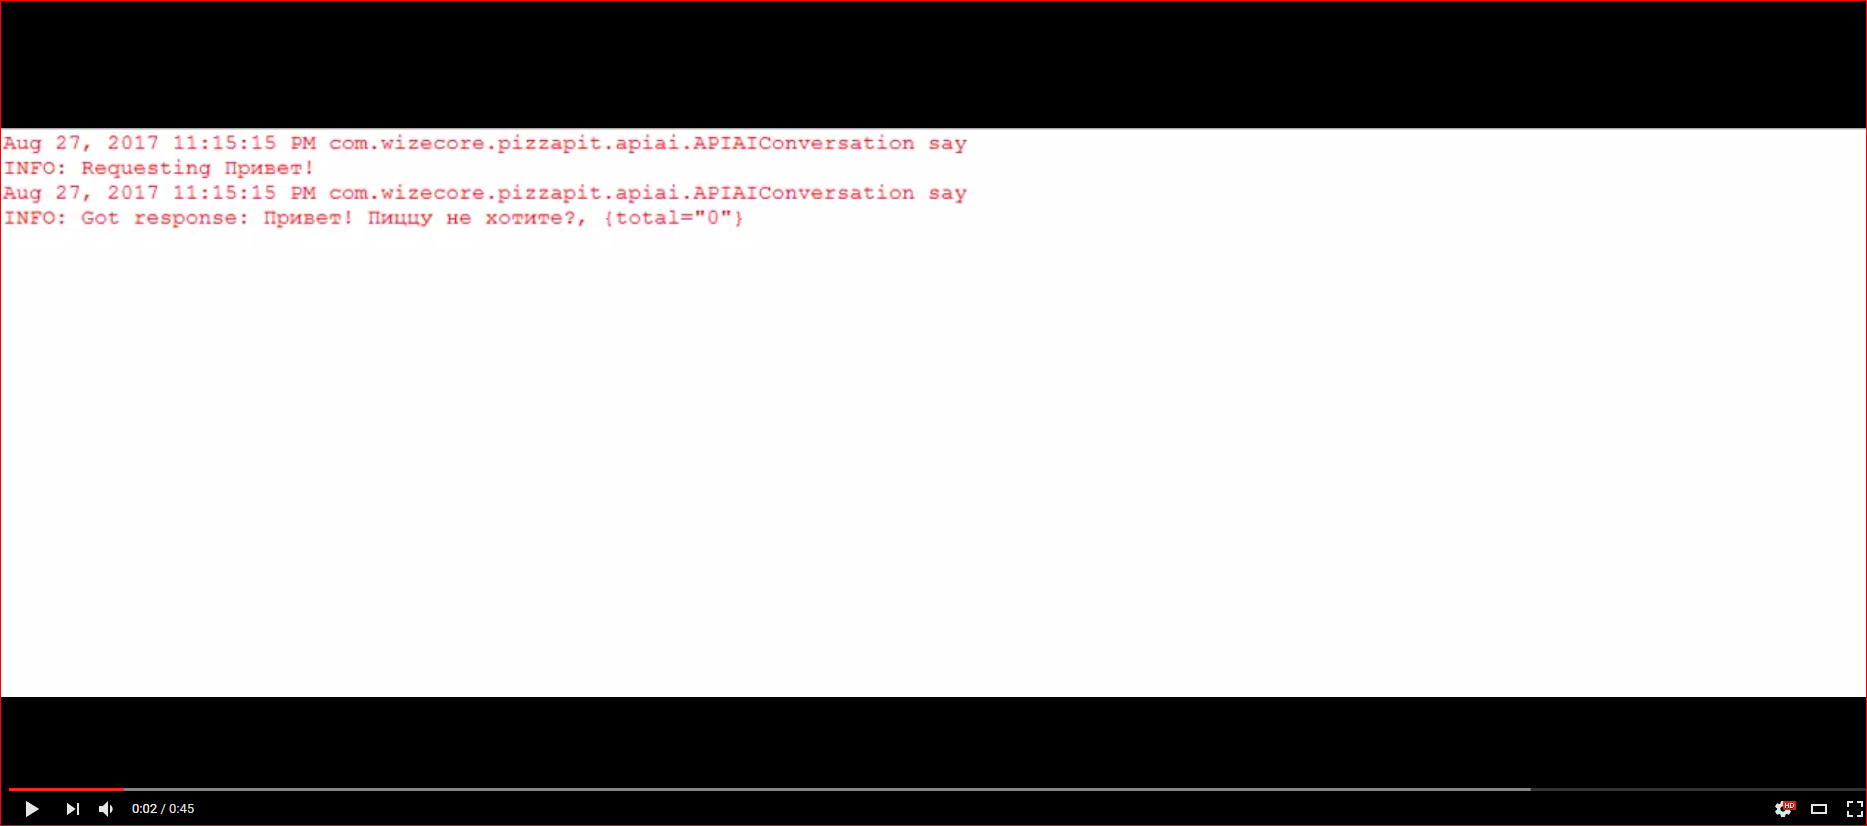 Aug 27, 2017 11:15:15 PM com.wizecore.pizzapit.apiai.APIAIConversation say
INFO: Requesting Привет!
Aug 27, 2017 11:15:15 PM com.wizecore.pizzapit.apiai.APIAIConversation say
INFO: Got response: Привет! Пиццу не хотите?, {total="0"}
0:02 / 0:45
HD